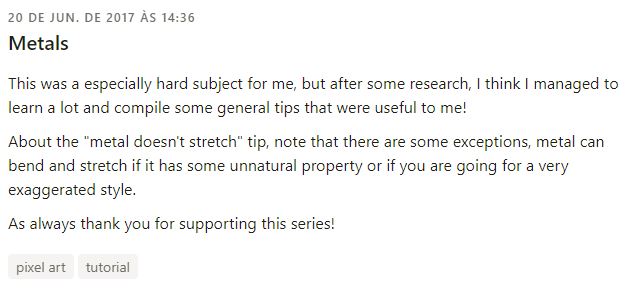 20 DE JUN. DE 2017 ÀS 14:36
Metals
This was a especially hard subject for me, but after some research, I think I managed to
learn a lot and compile some general tips that were useful to me!
About the "metal doesn't stretch" tip, note that there are some exceptions, metal can
bend and stretch if it has some unnatural property or if you are going for a very
exaggerated style.
As always thank you for supporting this series!
pixel art tutorial